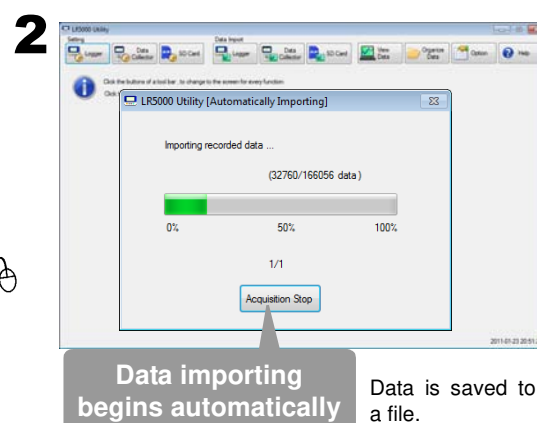 2
LR5000 Utility
Setting
Data Import
Logger
Data Collector
SD Card
Logger
Data Collector
SD Card
View Data
Organize Data
Option
Help
Click the buttons of a tool bar , to change to the screen for every function.
Click
LR5000 Utility [Automatically Importing]
Importing recorded data ...
(32760/166056 data )
0%
50%
100%
1/1
Acquisition Stop
2011-01-23 20:51:
Data importing
begins automatically
Data is saved to
a file.